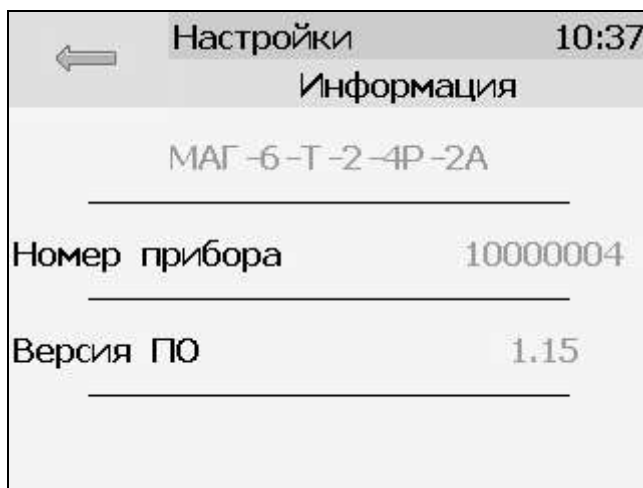 Настройки 10:37
Информация
МАГ-6-Т-2-4Р-2А
Номер прибора 10000004
Версия ПО 1.15